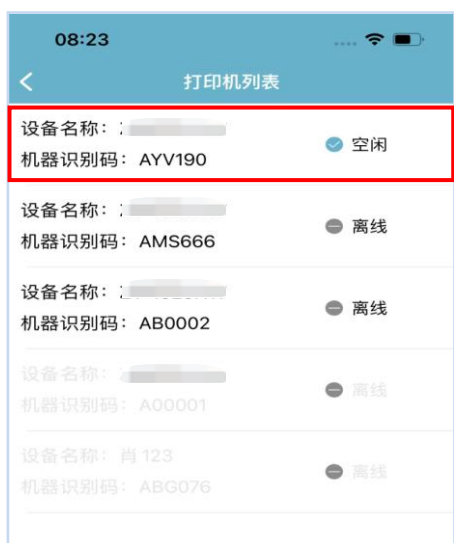 08:23
打印机列表
设备名称:
机器识别码: AYV190
空闲
设备名称:
机器识别码: AMS666
离线
设备名称:
机器识别码: AB0002
离线
设备名称:
机器识别码: A00001
离线
设备名称: 肖123
机器识别码: ABG076
离线